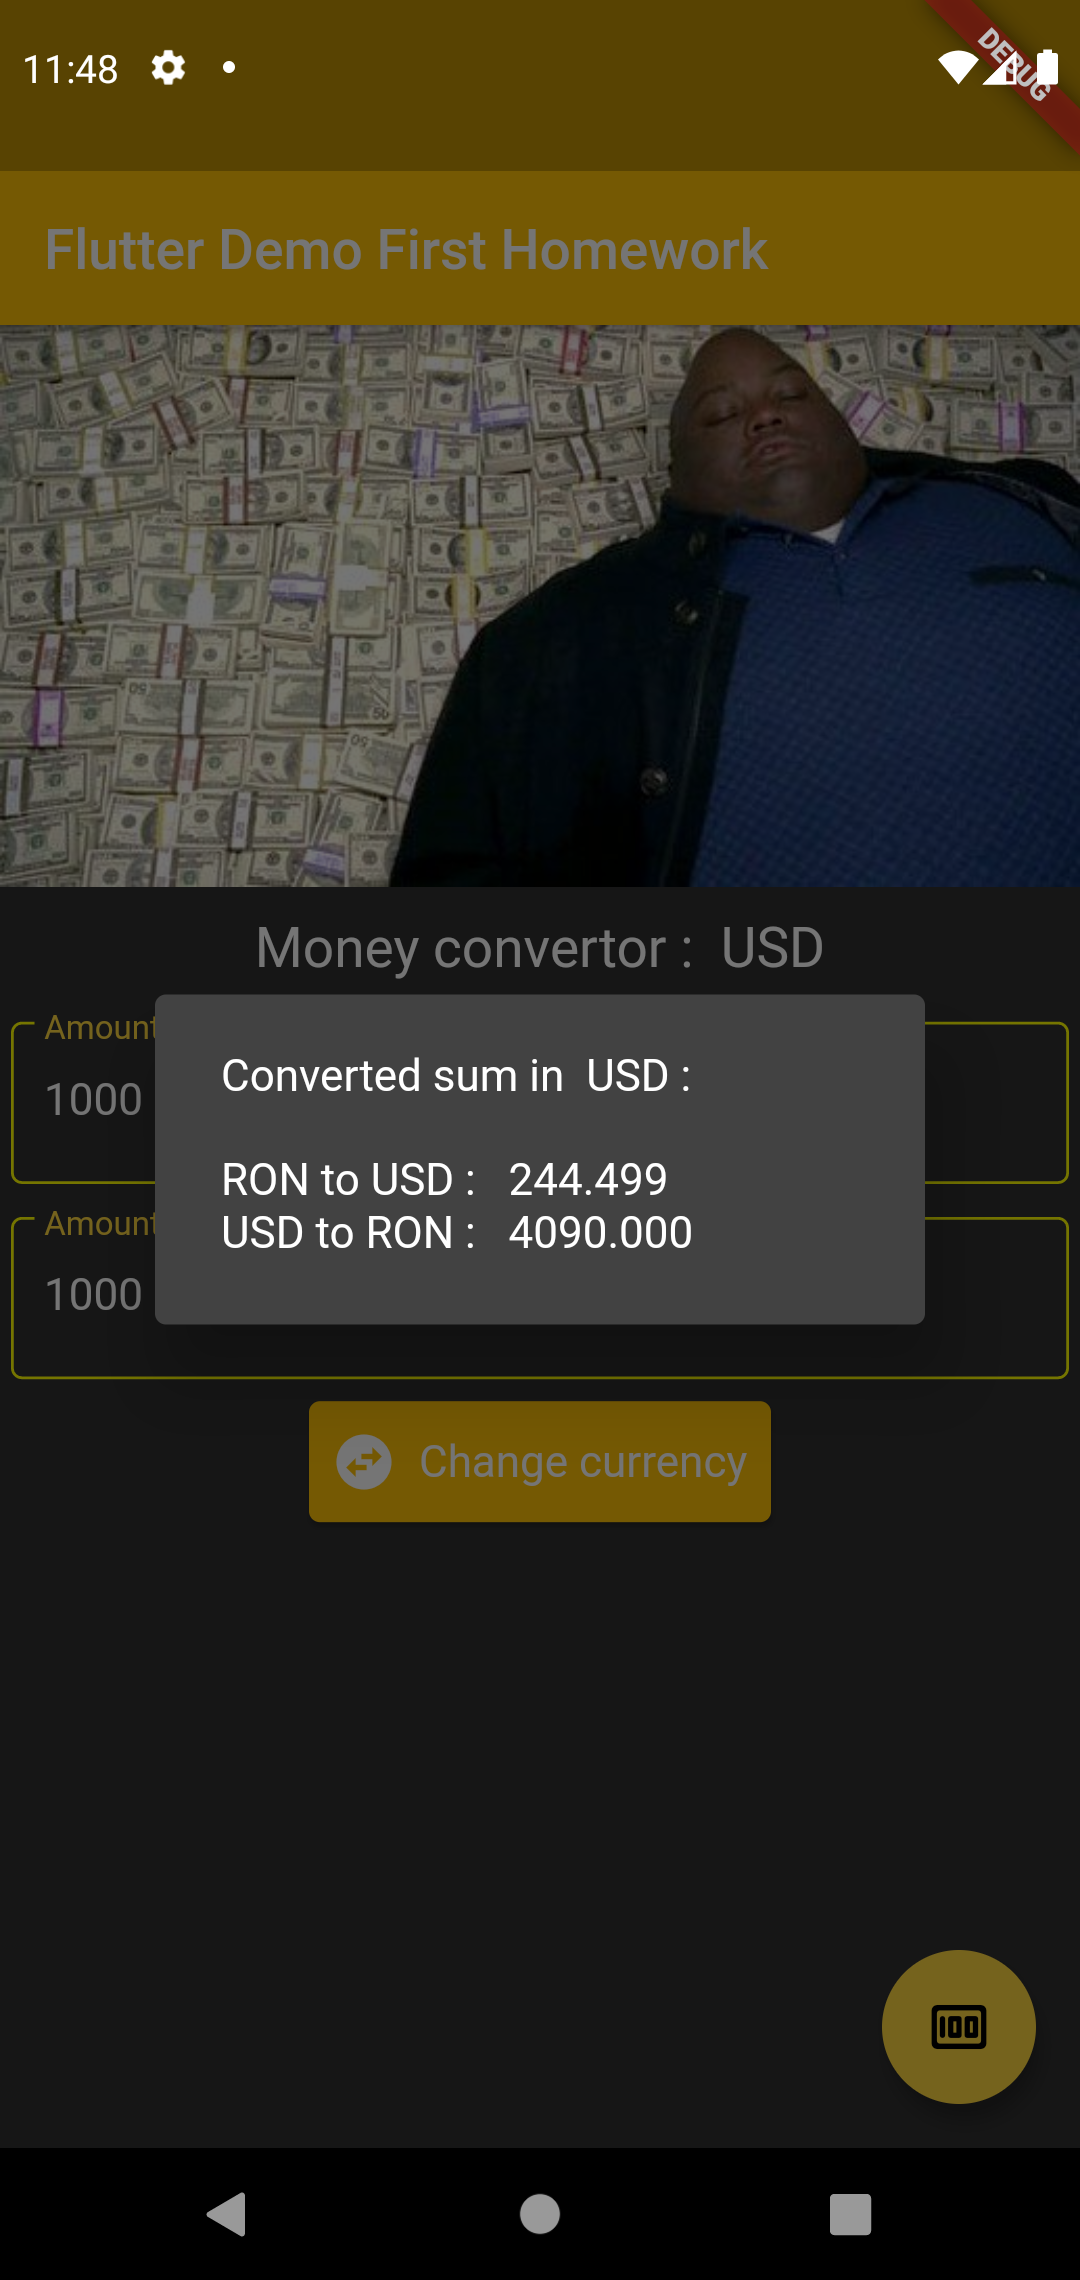 11:48
DEBUG
Flutter Demo First Homework
Money convertor :  USD
Amount
1000
Converted sum in  USD :
RON to USD :   244.499
USD to RON :   4090.000
Amount
1000
Change currency
100